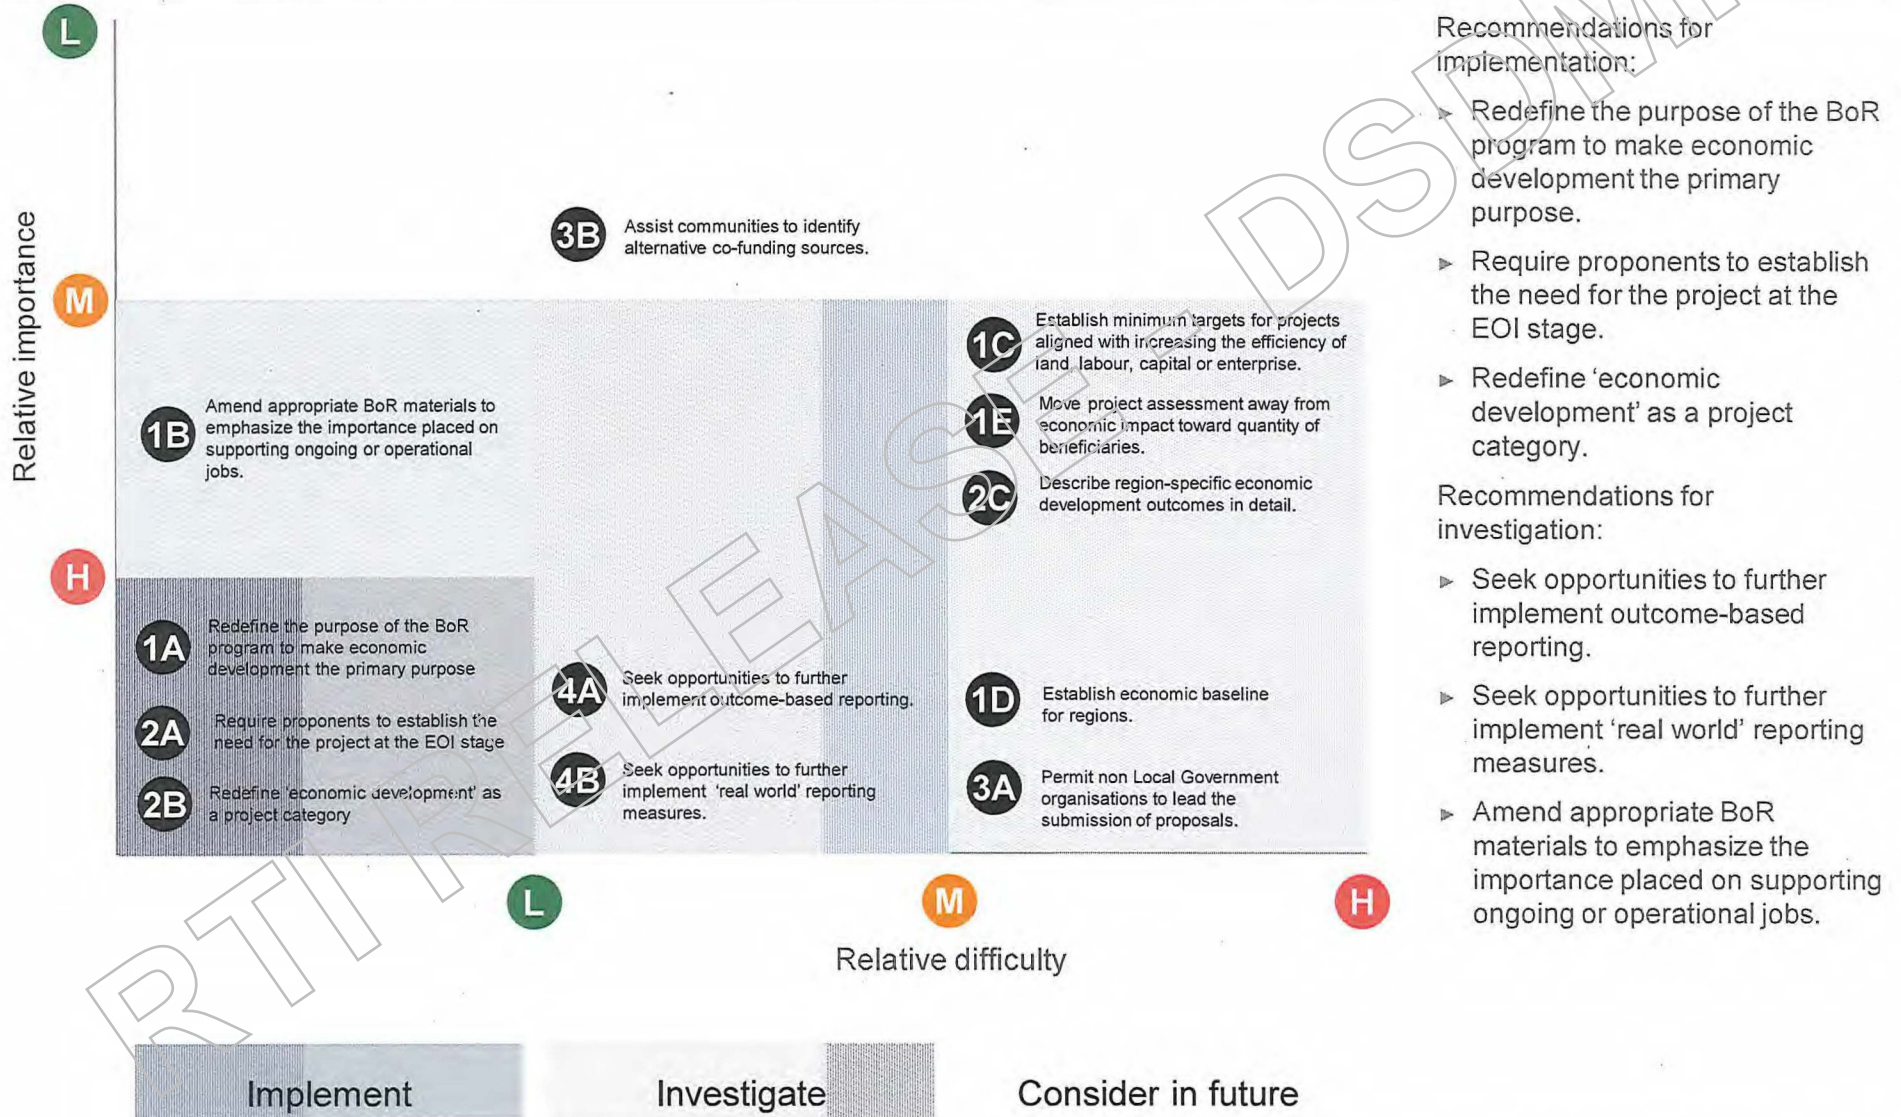 L
Relative importance
M
H
3B
Assist communities to identify
alternative co-funding sources.
1B
Amend appropriate BoR materials to
emphasize the importance placed on
supporting ongoing or operational
jobs.
1C
Establish minimum targets for projects
aligned with increasing the efficiency of
land, labour, capital or enterprise.
1E
Move project assessment away from
economic impact toward quantity of
beneficiaries.
2C
Describe region-specific economic
development outcomes in detail.
1A
Redefine the purpose of the BoR
program to make economic
development the primary purpose
2A
Require proponents to establish the
need for the project at the EOI stage
2B
Redefine 'economic development' as
a project category
4A
Seek opportunities to further
implement outcome-based reporting.
4B
Seek opportunities to further
implement 'real world' reporting
measures.
1D
Establish economic baseline
for regions.
3A
Permit non Local Government
organisations to lead the
submission of proposals.
L
M
H
Relative difficulty
Implement
Investigate
Consider in future
Recommendations for
implementation:
► Redefine the purpose of the BoR
program to make economic
development the primary
purpose.
► Require proponents to establish
the need for the project at the
EOI stage.
► Redefine 'economic
development' as a project
category.
Recommendations for
investigation:
► Seek opportunities to further
implement outcome-based
reporting.
► Seek opportunities to further
implement 'real world' reporting
measures.
► Amend appropriate BoR
materials to emphasize the
importance placed on supporting
ongoing or operational jobs.
RTI RELEASE - DSDM